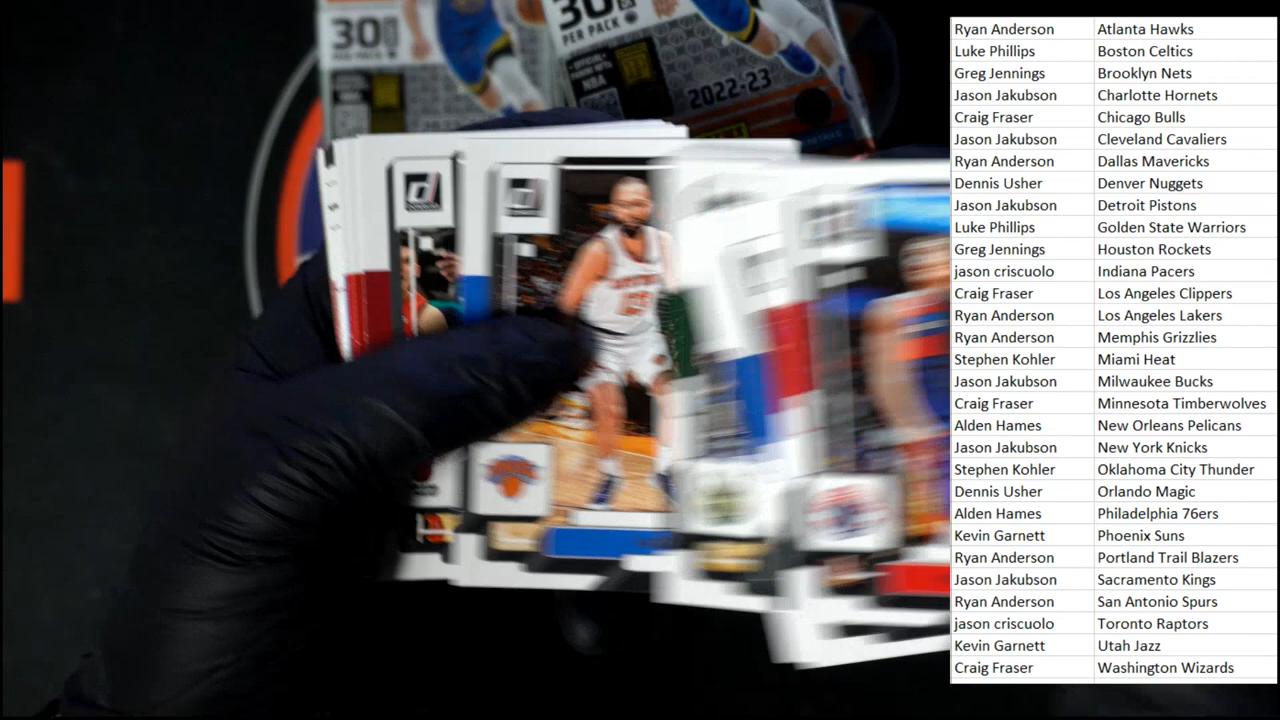 30
PER PACK
30
PER PACK
NBA
2022-23
Ryan Anderson Atlanta Hawks
Luke Phillips Boston Celtics
Greg Jennings Brooklyn Nets
Jason Jakubson Charlotte Hornets
Craig Fraser Chicago Bulls
Jason Jakubson Cleveland Cavaliers
Ryan Anderson Dallas Mavericks
Dennis Usher Denver Nuggets
Jason Jakubson Detroit Pistons
Luke Phillips Golden State Warriors
Greg Jennings Houston Rockets
jason criscuolo Indiana Pacers
Craig Fraser Los Angeles Clippers
Ryan Anderson Los Angeles Lakers
Ryan Anderson Memphis Grizzlies
Stephen Kohler Miami Heat
Jason Jakubson Milwaukee Bucks
Craig Fraser Minnesota Timberwolves
Alden Hames New Orleans Pelicans
Jason Jakubson New York Knicks
Stephen Kohler Oklahoma City Thunder
Dennis Usher Orlando Magic
Alden Hames Philadelphia 76ers
Kevin Garnett Phoenix Suns
Ryan Anderson Portland Trail Blazers
Jason Jakubson Sacramento Kings
Ryan Anderson San Antonio Spurs
jason criscuolo Toronto Raptors
Kevin Garnett Utah Jazz
Craig Fraser Washington Wizards